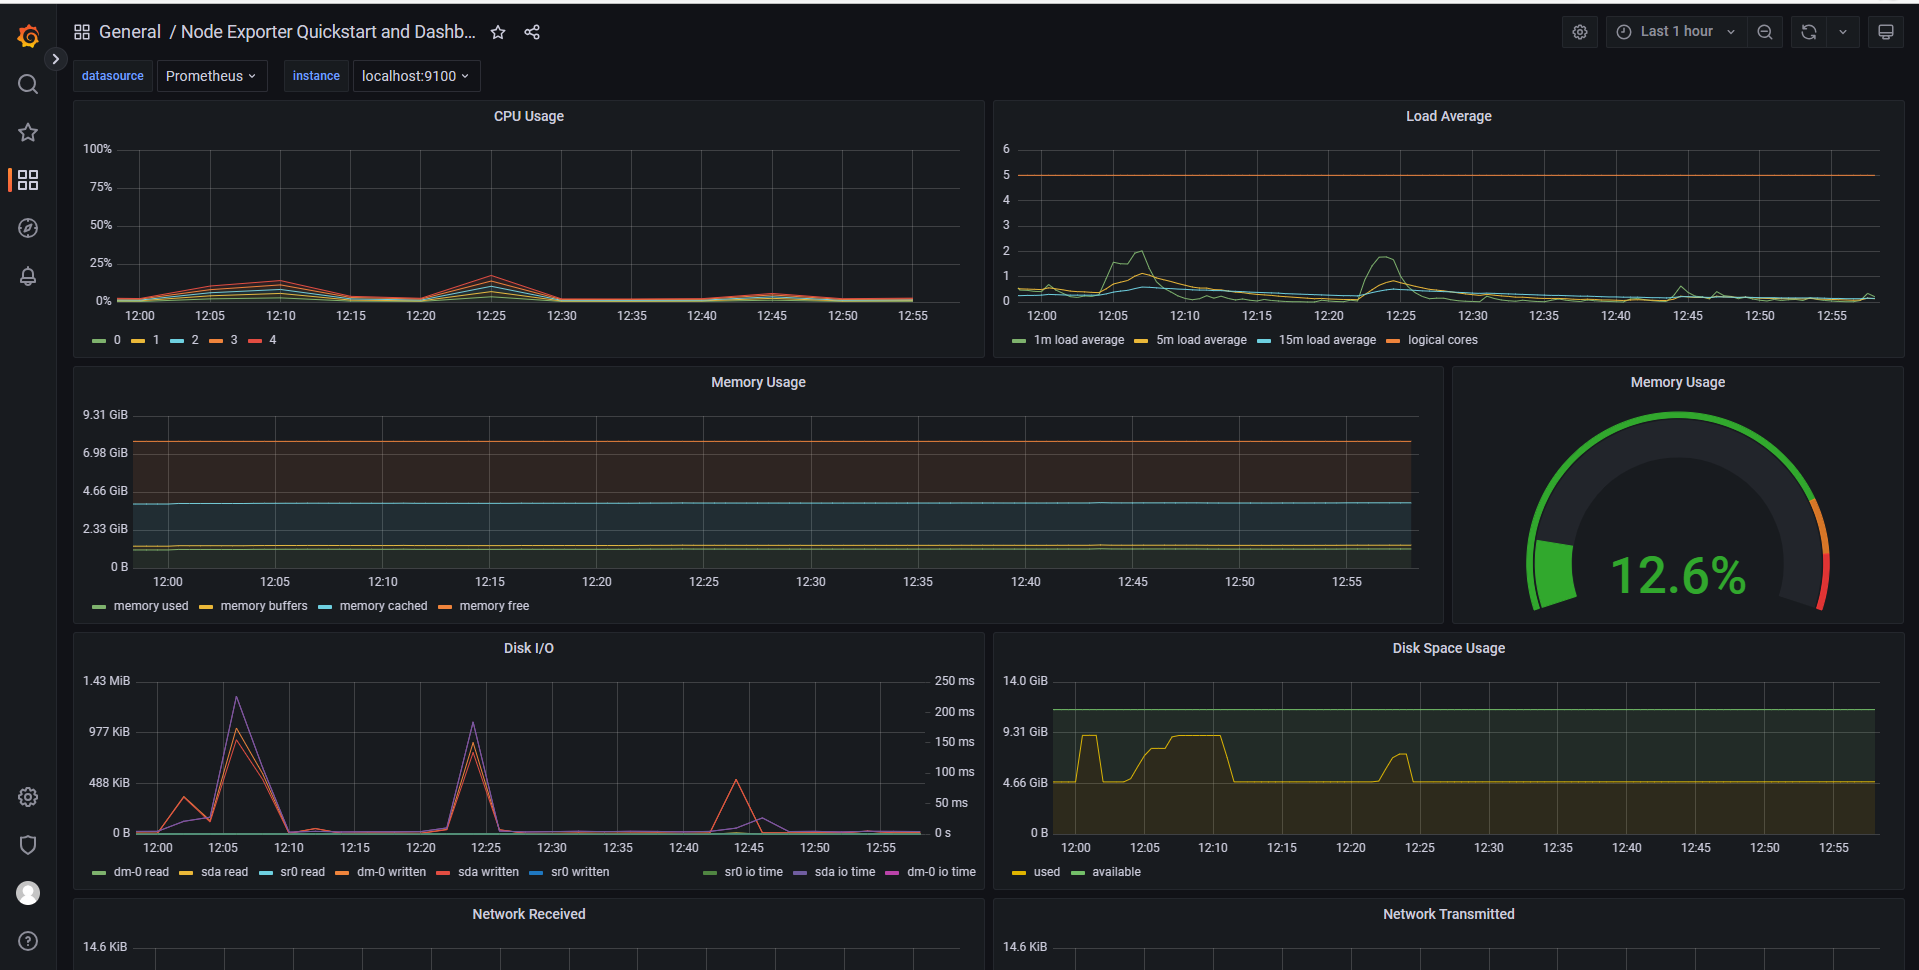 General / Node Exporter Quickstart and Dashb...
Last 1 hour
datasource Prometheus instance localhost:9100
CPU Usage
100%
75%
50%
25%
0%
12:00 12:05 12:10 12:15 12:20 12:25 12:30 12:35 12:40 12:45 12:50 12:55
0 1 2 3 4
Load Average
6
5
4
3
2
1
0
12:00 12:05 12:10 12:15 12:20 12:25 12:30 12:35 12:40 12:45 12:50 12:55
1m load average 5m load average 15m load average logical cores
Memory Usage
9.31 GiB
6.98 GiB
4.66 GiB
2.33 GiB
0 B
12:00 12:05 12:10 12:15 12:20 12:25 12:30 12:35 12:40 12:45 12:50 12:55
memory used memory buffers memory cached memory free
Memory Usage
12.6%
Disk I/O
1.43 MiB
977 KiB
488 KiB
0 B
250 ms
200 ms
150 ms
100 ms
50 ms
0 s
12:00 12:05 12:10 12:15 12:20 12:25 12:30 12:35 12:40 12:45 12:50 12:55
dm-0 read sda read sr0 read dm-0 written sda written sr0 written sr0 io time sda io time dm-0 io time
Disk Space Usage
14.0 GiB
9.31 GiB
4.66 GiB
0 B
12:00 12:05 12:10 12:15 12:20 12:25 12:30 12:35 12:40 12:45 12:50 12:55
used available
Network Received
14.6 KiB
Network Transmitted
14.6 KiB